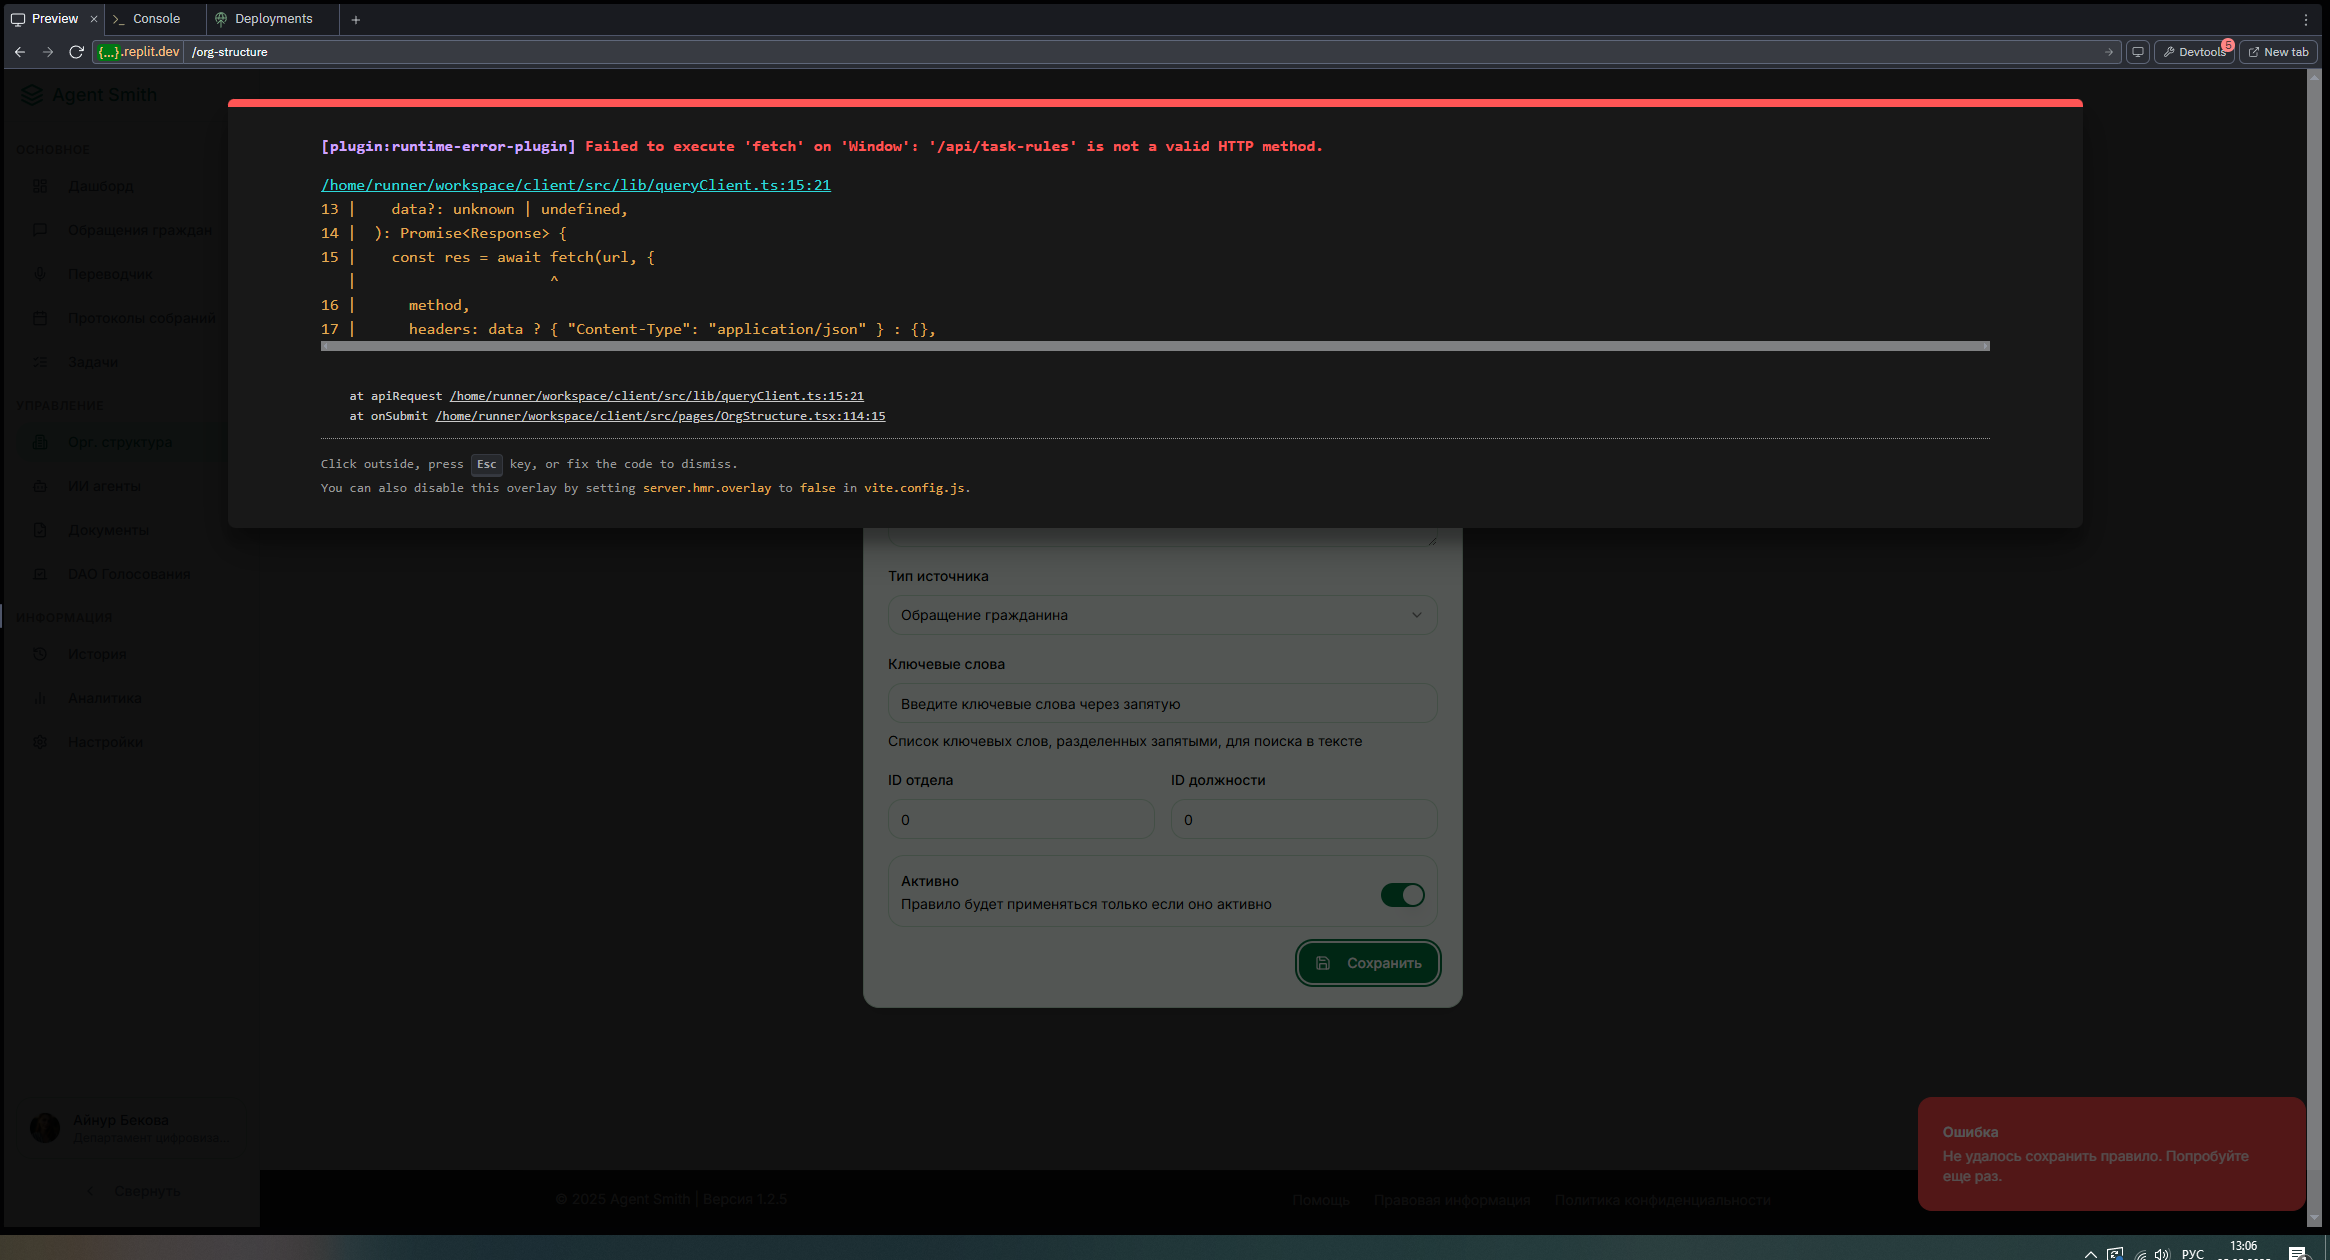 Preview
Console
Deployments
{...}.replit.dev
/org-structure
Devtools
5
New tab
Agent Smith
ОСНОВНОЕ
Дашборд
Обращения граждан
Переводчик
Протоколы собраний
Задачи
УПРАВЛЕНИЕ
Орг. структура
ИИ агенты
Документы
DAO Голосования
ИНФОРМАЦИЯ
История
Аналитика
Настройки
[plugin:runtime-error-plugin] Failed to execute 'fetch' on 'Window': '/api/task-rules' is not a valid HTTP method.
/home/runner/workspace/client/src/lib/queryClient.ts:15:21
13 |    data?: unknown | undefined,
14 |  ): Promise<Response> {
15 |    const res = await fetch(url, {
|                      ^
16 |      method,
17 |      headers: data ? { "Content-Type": "application/json" } : {},
at apiRequest /home/runner/workspace/client/src/lib/queryClient.ts:15:21
at onSubmit /home/runner/workspace/client/src/pages/OrgStructure.tsx:114:15
Click outside, press Esc key, or fix the code to dismiss.
You can also disable this overlay by setting server.hmr.overlay to false in vite.config.js.
Тип источника
Обращение гражданина
Ключевые слова
Введите ключевые слова через запятую
Список ключевых слов, разделенных запятыми, для поиска в тексте
ID отдела
ID должности
0
0
Активно
Правило будет применяться только если оно активно
Сохранить
Айнур Бекова
Департамент цифровиза...
Свернуть
© 2025 Agent Smith | Версия 1.2.5
Помощь
Правовая информация
Политика конфиденциальности
Ошибка
Не удалось сохранить правило. Попробуйте
еще раз.
РУС
13:06